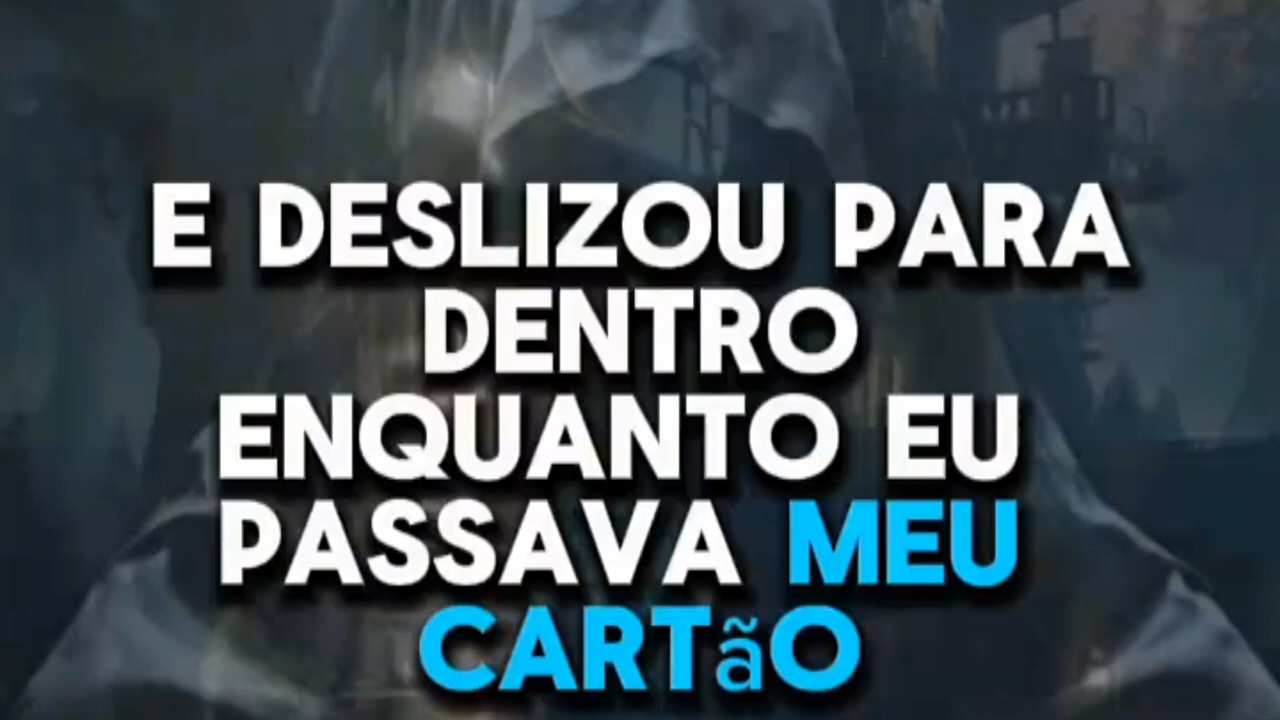 E DESLIZOU PARA
DENTRO
ENQUANTO EU
PASSAVA MEU
CARTãO